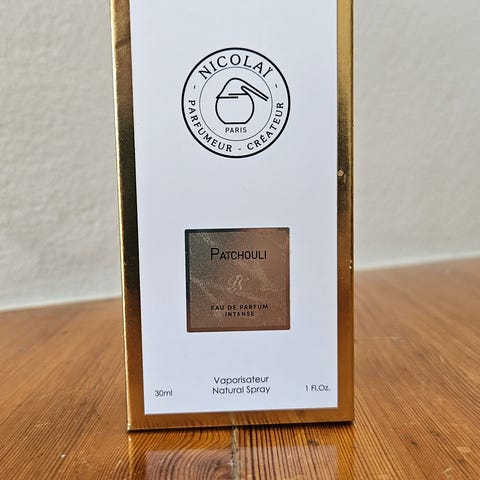 - NICOLAÏ -
PARFUMEUR - CRÉATEUR
PARIS
PATCHOULI
EAU DE PARFUM
INTENSE
Vaporisateur
30ml Natural Spray 1 Fl.Oz.